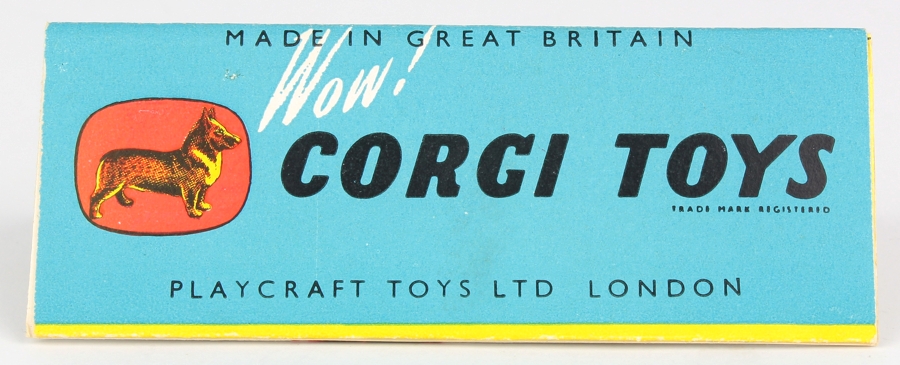 MADE IN GREAT BRITAIN
Wow!
CORGI TOYS
TRADE MARK REGISTERED
PLAYCRAFT TOYS LTD LONDON